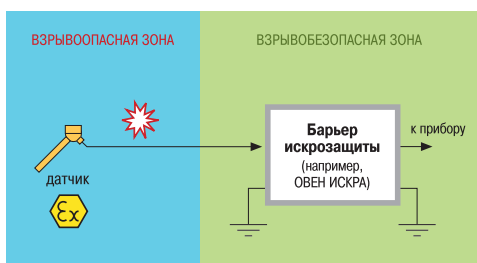 ВЗРЫВООПАСНАЯ ЗОНА
ВЗРЫВОБЕЗОПАСНАЯ ЗОНА
датчик
Ex
Барьер
искрозащиты
(например,
ОВЕН ИСКРА)
к прибору